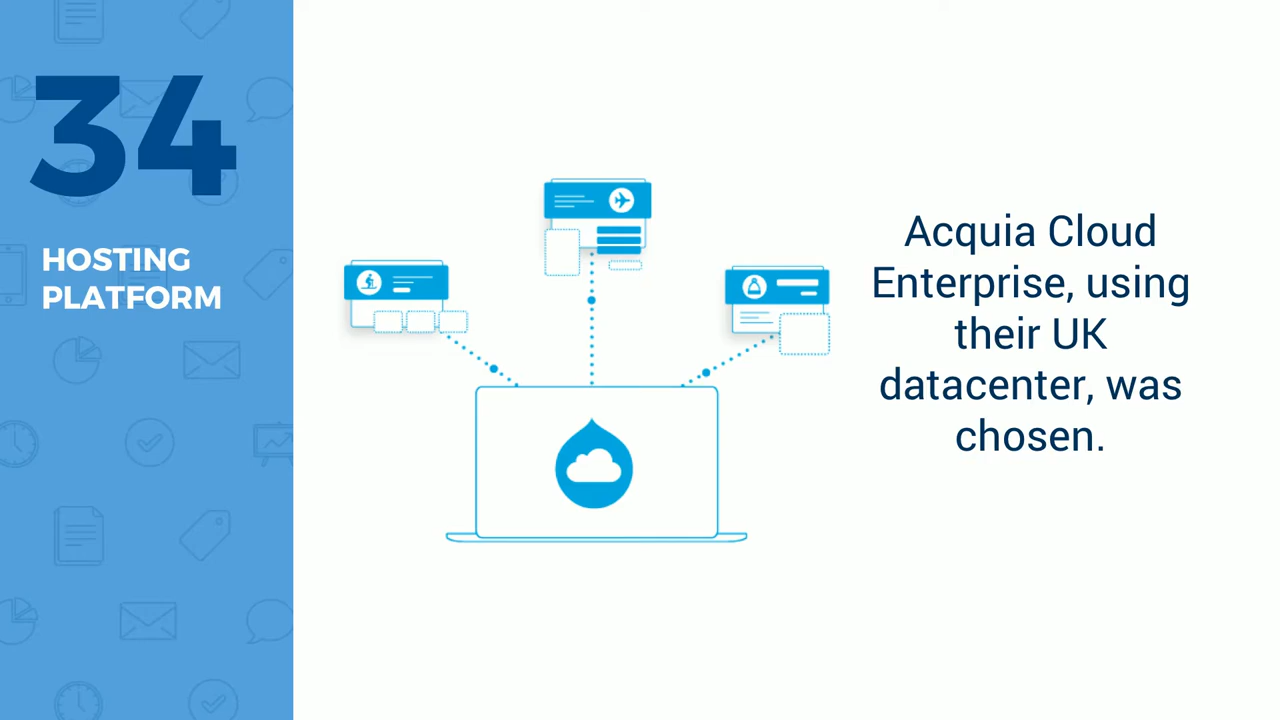 34
HOSTING
PLATFORM
Acquia Cloud
Enterprise, using
their UK
datacenter, was
chosen.